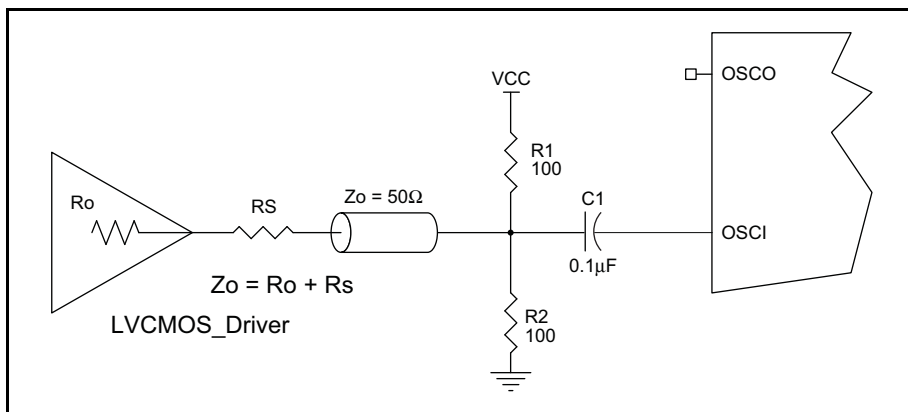 OSCO
VCC
R1
100
Ro
RS
Zo = 50Ω
C1
OSCI
0.1μF
Zo = Ro + Rs
LVCMOS_Driver
R2
100